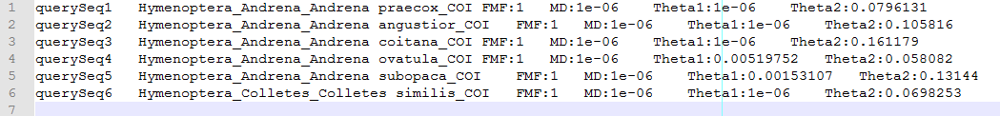 1 querySeq1 Hymenoptera_Andrena_Andrena praecox_COI FMF:1 MD:1e-06 Theta1:1e-06 Theta2:0.0796131
2 querySeq2 Hymenoptera_Andrena_Andrena angustior_COI FMF:1 MD:1e-06 Theta1:1e-06 Theta2:0.105816
3 querySeq3 Hymenoptera_Andrena_Andrena coitana_COI FMF:1 MD:1e-06 Theta1:1e-06 Theta2:0.161179
4 querySeq4 Hymenoptera_Andrena_Andrena ovatula_COI FMF:1 MD:1e-06 Theta1:0.00519752 Theta2:0.058082
5 querySeq5 Hymenoptera_Andrena_Andrena subopaca_COI FMF:1 MD:1e-06 Theta1:0.00153107 Theta2:0.13144
6 querySeq6 Hymenoptera_Colletes_Colletes similis_COI FMF:1 MD:1e-06 Theta1:1e-06 Theta2:0.0698253
7